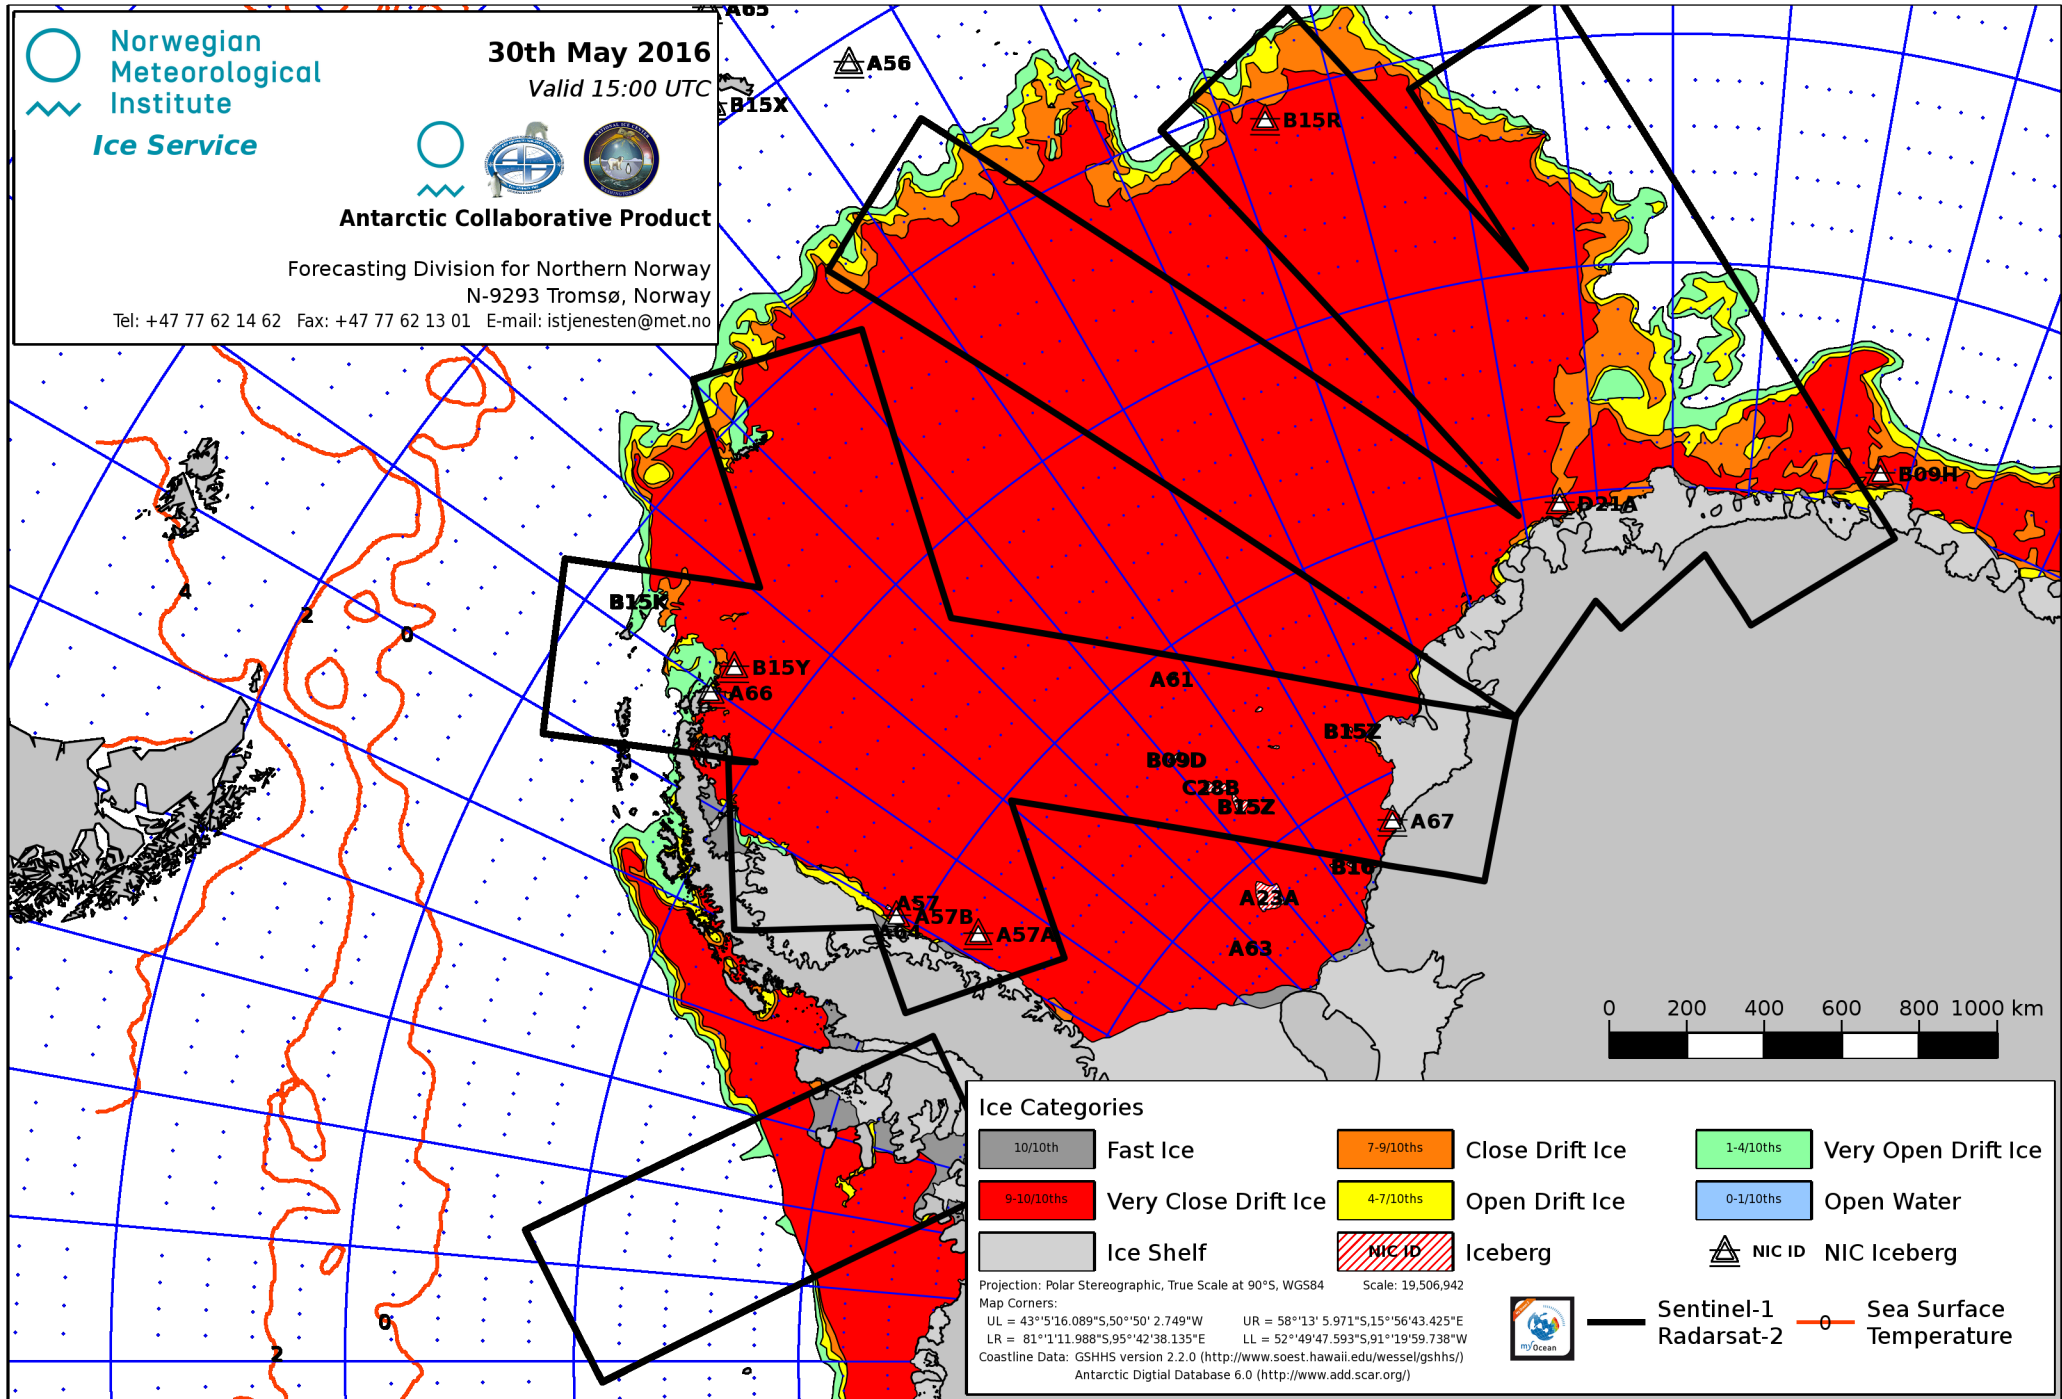 Norwegian
Meteorological
Institute
Ice Service
30th May 2016
Valid 15:00 UTC
Antarctic Collaborative Product
Forecasting Division for Northern Norway
N-9293 Tromsø, Norway
Tel: +47 77 62 14 62 Fax: +47 77 62 13 01 E-mail: istjenesten@met.no
A65
A56
B15X
B15R
B09H
D21A
4
2
0
B15K
B15Y
A66
A61
B15Z
B09D
C28B
B15Z
A67
B16
A23A
A57
A57B
A64
A57A
A63
0
2
0 200 400 600 800 1000 km
Ice Categories
10/10th Fast Ice
7-9/10ths Close Drift Ice
1-4/10ths Very Open Drift Ice
9-10/10ths Very Close Drift Ice
4-7/10ths Open Drift Ice
0-1/10ths Open Water
Ice Shelf
NIC ID Iceberg
NIC ID NIC Iceberg
Projection: Polar Stereographic, True Scale at 90°S, WGS84 Scale: 19,506,942
Map Corners:
UL = 43°'5'16.089"S,50°'50' 2.749"W UR = 58°'13' 5.971"S,15°'56'43.425"E
LR = 81°'1'11.988"S,95°'42'38.135"E LL = 52°'49'47.593"S,91°'19'59.738"W
Coastline Data: GSHHS version 2.2.0 (http://www.soest.hawaii.edu/wessel/gshhs/)
Antarctic Digtial Database 6.0 (http://www.add.scar.org/)
my Ocean
Sentinel-1
Radarsat-2
0
Sea Surface
Temperature